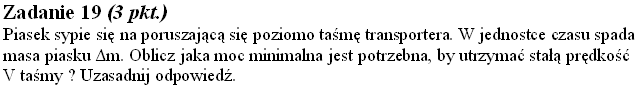 Zadanie 19 (3 pkt.)
Piasek sypie się na poruszającą się poziomo taśmę transportera. W jednostce czasu spada
masa piasku Δm. Oblicz jaka moc minimalna jest potrzebna, by utrzymać stałą prędkość
V taśmy ? Uzasadnij odpowiedź.